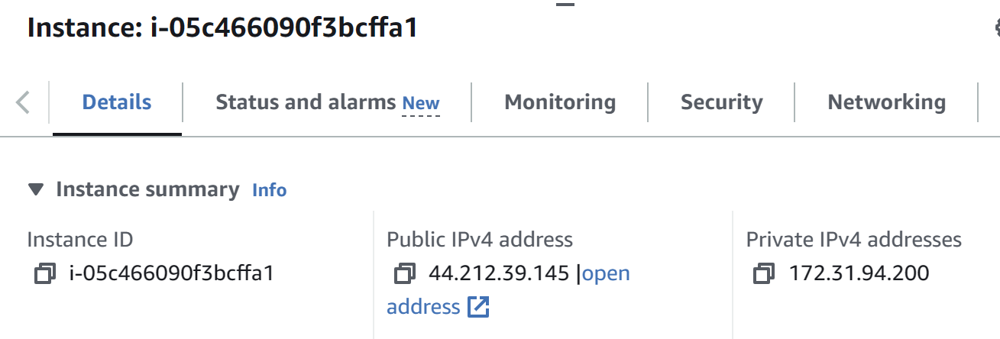 Instance: i-05c466090f3bcffa1
Details
Status and alarms New
Monitoring
Security
Networking
Instance summary Info
Instance ID
i-05c466090f3bcffa1
Public IPv4 address
44.212.39.145 |open
address
Private IPv4 addresses
172.31.94.200